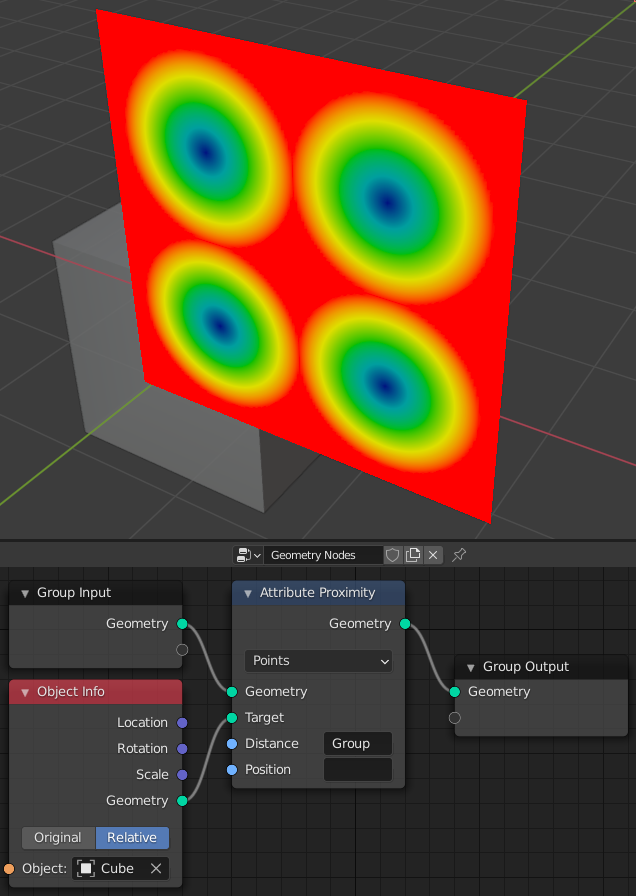 Geometry Nodes
Group Input
Geometry
Object Info
Location
Rotation
Scale
Geometry
Original Relative
Object: Cube
Attribute Proximity
Geometry
Points
Geometry
Target
Distance Group
Position
Group Output
Geometry